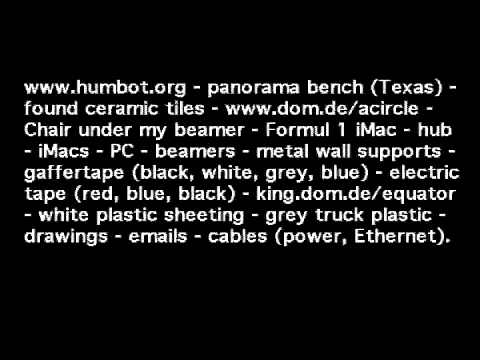 www.humbot.org - panorama bench (Texas) -
found ceramic tiles - www.dom.de/acircle -
Chair under my beamer - Formul 1 iMac - hub
- iMacs - PC - beamers - metal wall supports -
gaffertape (black, white, grey, blue) - electric
tape (red, blue, black) - king.dom.de/equator
- white plastic sheeting - grey truck plastic -
drawings - emails - cables (power, Ethernet).